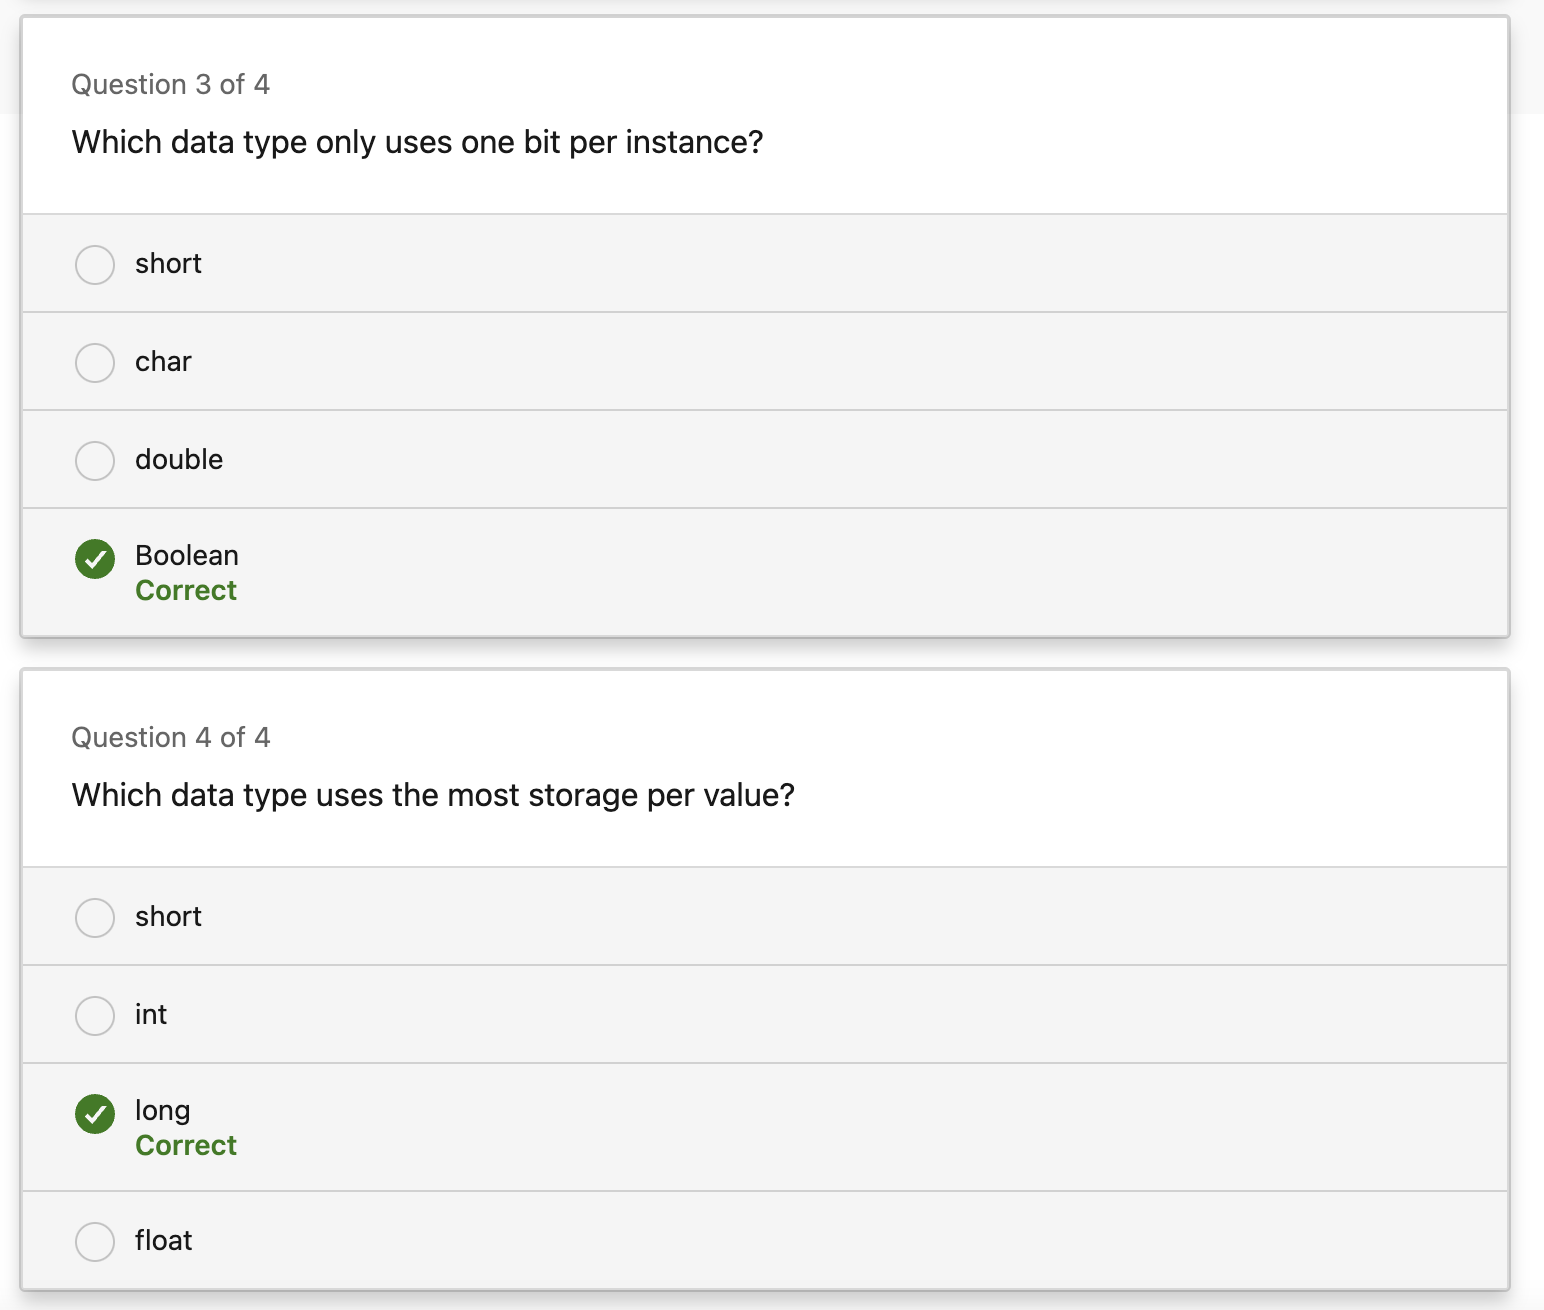 Question 3 of 4
Which data type only uses one bit per instance?
short
char
double
Boolean
Correct
Question 4 of 4
Which data type uses the most storage per value?
short
int
long
Correct
float